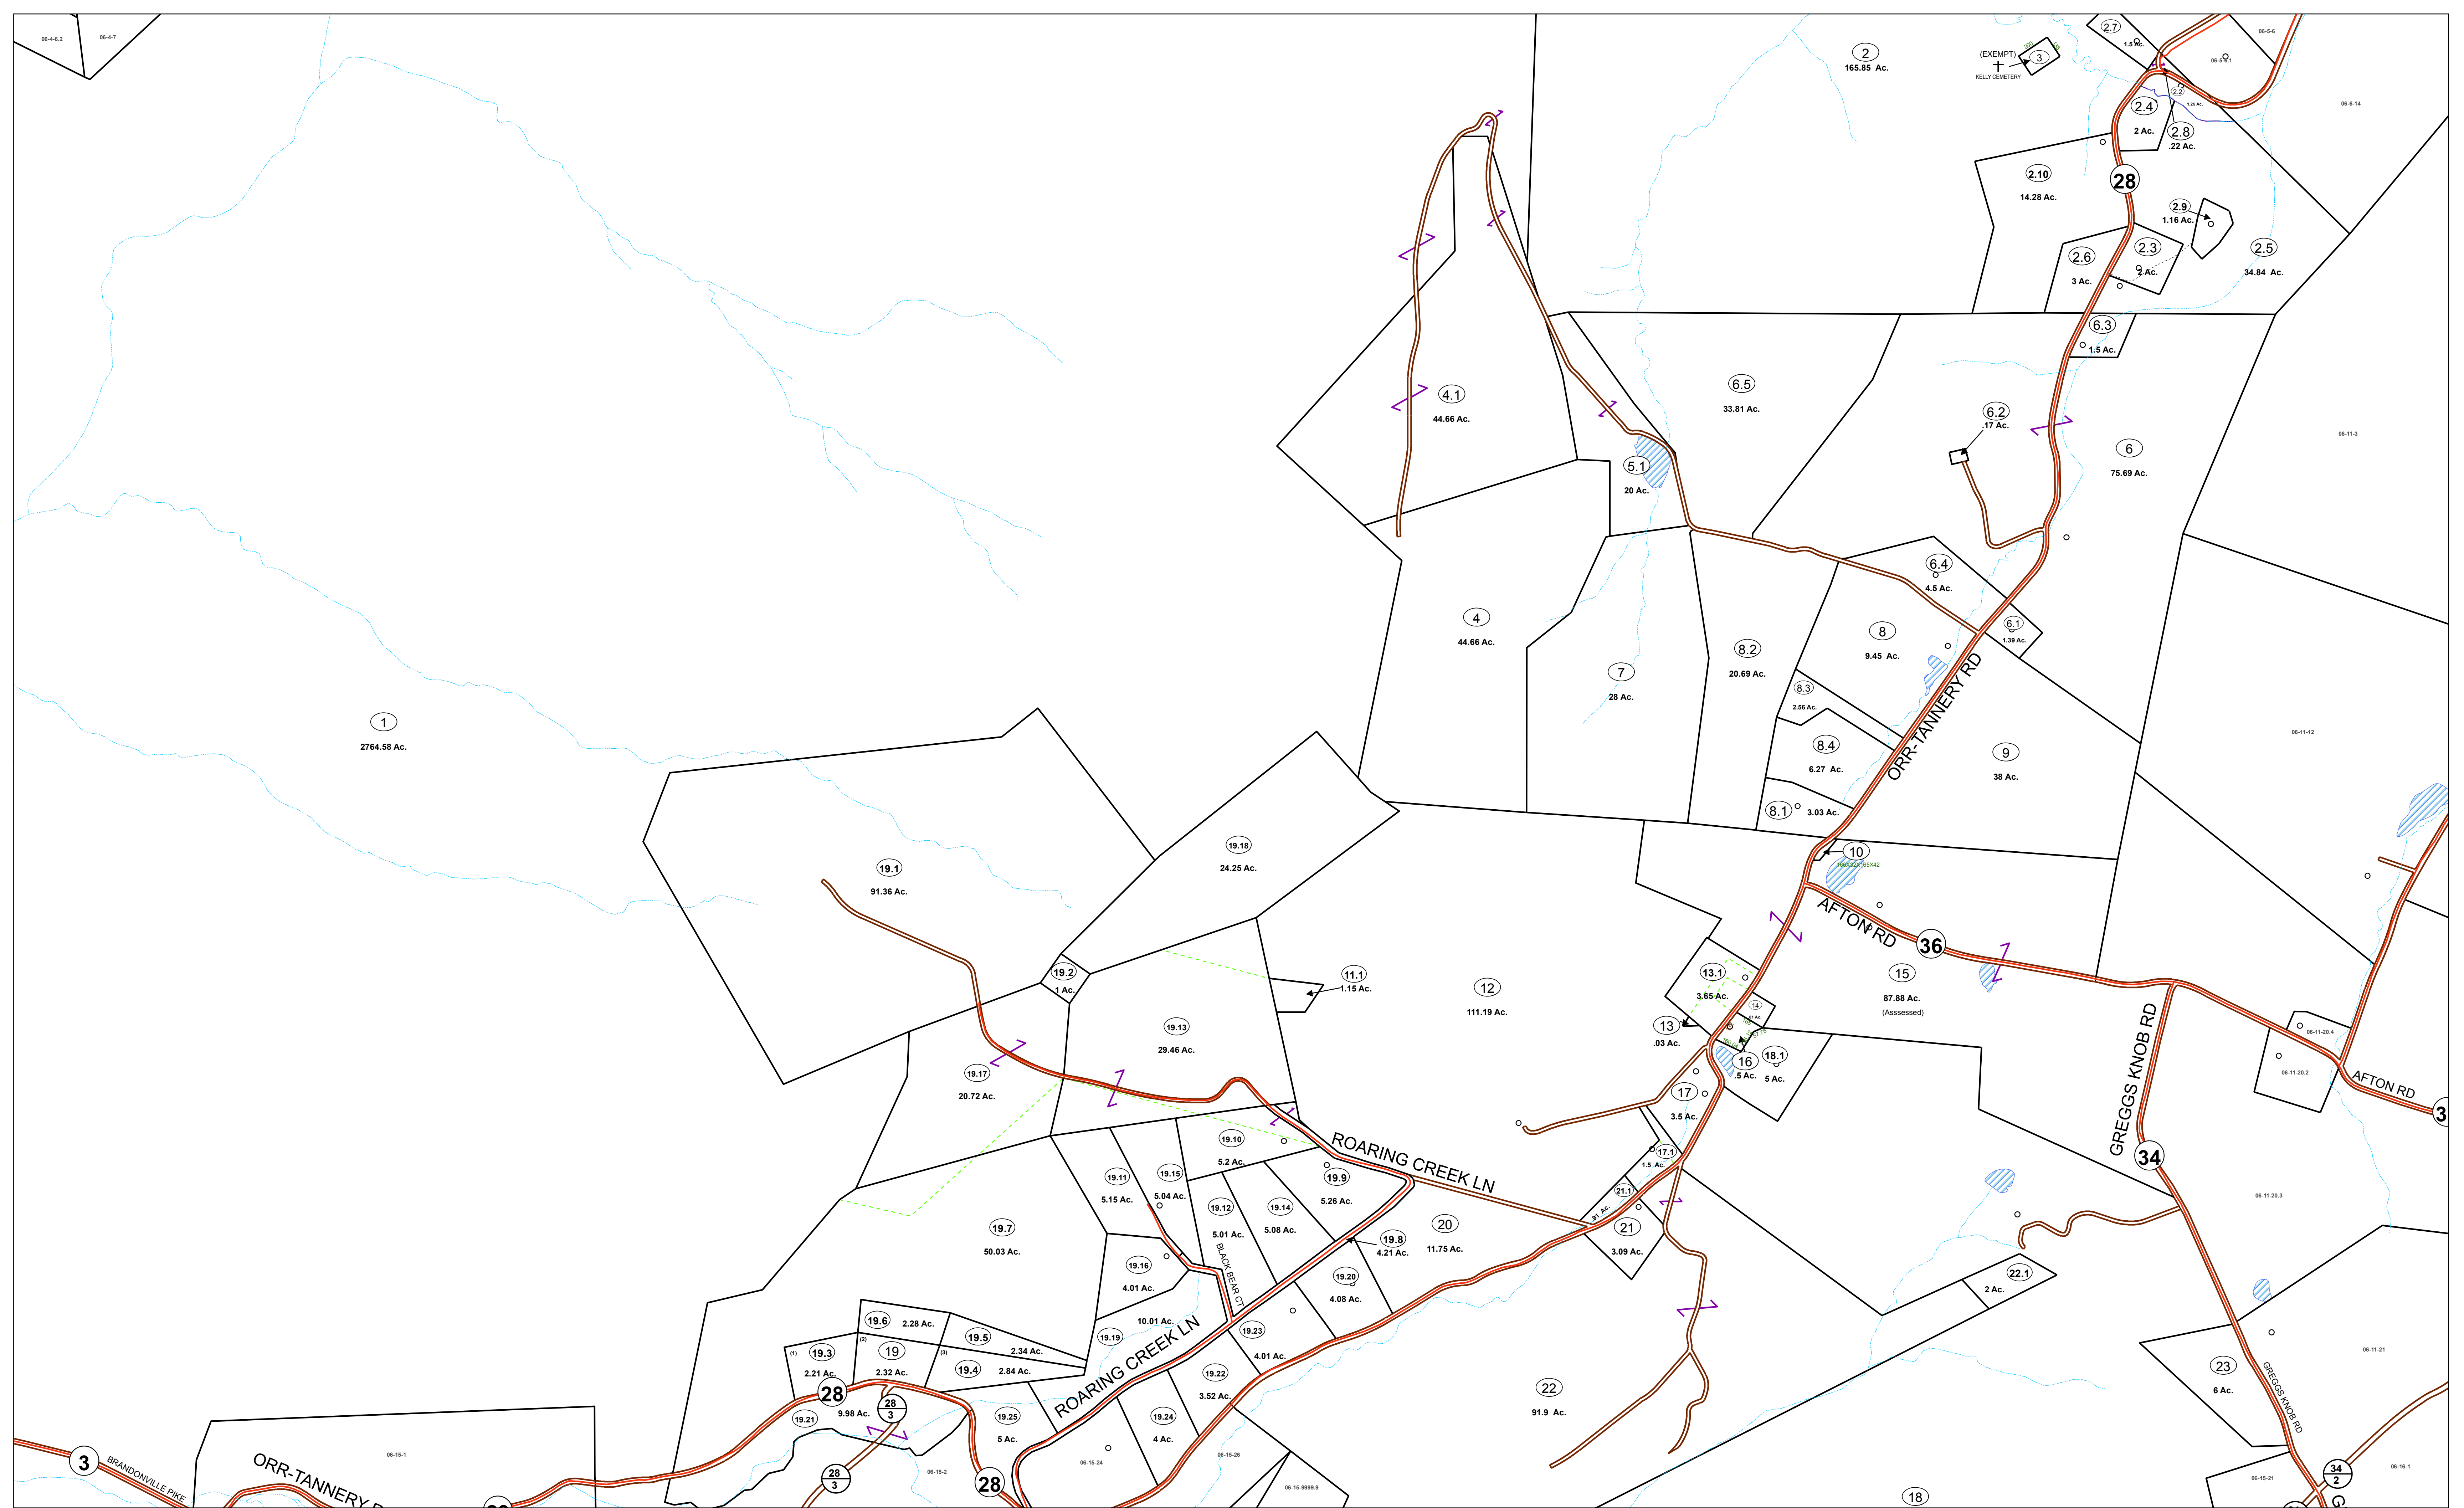 06-4-6.2
06-4-7
2
165.85 Ac.
(EXEMPT)
3
KELLY CEMETERY
2.7
1.5 Ac.
06-5-6
06-5-6.1
06-6-14
2.2
1.29 Ac.
2.4
2 Ac.
2.8
.22 Ac.
2.10
14.28 Ac.
28
2.9
1.16 Ac.
2.3
2 Ac.
2.5
34.84 Ac.
2.6
3 Ac.
6.3
1.5 Ac.
4.1
44.66 Ac.
6.5
33.81 Ac.
6.2
.17 Ac.
6
75.69 Ac.
06-11-3
5.1
20 Ac.
6.4
4.5 Ac.
6.1
1.39 Ac.
4
44.66 Ac.
7
28 Ac.
8.2
20.69 Ac.
8
9.45 Ac.
8.3
2.56 Ac.
8.4
6.27 Ac.
8.1
3.03 Ac.
ORR-TANNERY RD
9
38 Ac.
06-11-12
1
2764.58 Ac.
10
19.18
24.25 Ac.
19.1
91.36 Ac.
AFTON RD
36
19.2
1 Ac.
11.1
1.15 Ac.
12
111.19 Ac.
13.1
3.65 Ac.
14
15
87.88 Ac.
(Asssessed)
13
.03 Ac.
16
.5 Ac.
18.1
5 Ac.
19.13
29.46 Ac.
19.17
20.72 Ac.
17
3.5 Ac.
17.1
1.5 Ac.
GREGGS KNOB RD
34
06-11-20.4
06-11-20.2
AFTON RD
3
06-11-20.3
ROARING CREEK LN
19.10
5.2 Ac.
19.11
5.15 Ac.
19.15
5.04 Ac.
19.9
5.26 Ac.
19.12
5.01 Ac.
19.14
5.08 Ac.
21.1
.91 Ac.
21
3.09 Ac.
20
11.75 Ac.
19.8
4.21 Ac.
19.7
50.03 Ac.
19.16
4.01 Ac.
BLACK BEAR CT
19.20
4.08 Ac.
22.1
2 Ac.
19.6
2.28 Ac.
19.5
2.34 Ac.
10.01 Ac.
19.19
19.23
4.01 Ac.
(1)
19.3
2.21 Ac.
(2)
19
2.32 Ac.
(3)
19.4
2.84 Ac.
ROARING CREEK LN
19.22
3.52 Ac.
22
91.9 Ac.
23
6 Ac.
GREGGS KNOB RD
06-11-21
28
28
3
9.98 Ac.
19.21
19.25
5 Ac.
19.24
4 Ac.
06-15-1
06-15-2
06-15-24
06-15-26
06-15-9999.9
3
BRANDONVILLE PIKE
ORR-TANNERY
28
3
28
34
2
06-16-1
06-15-21
18
G